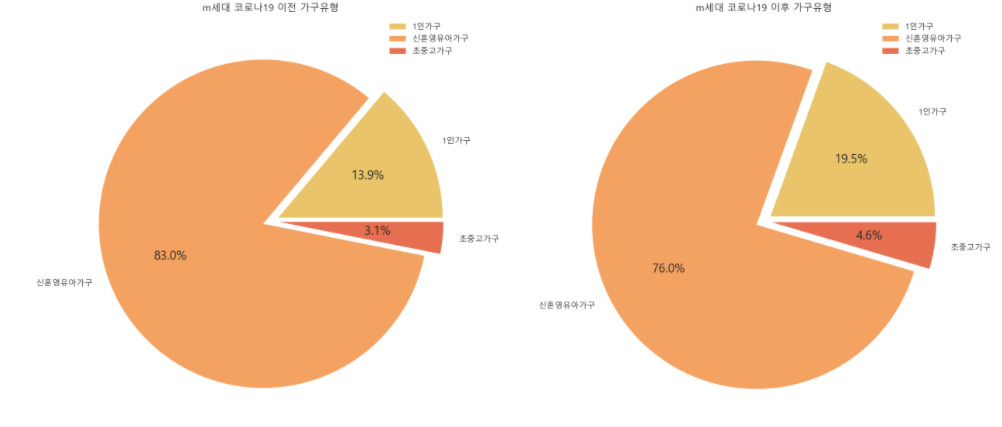 m세대 코로나19 이전 가구유형
1인가구
신혼영유아가구
초중고가구
1인가구
13.9%
3.1%
초중고가구
83.0%
신혼영유아가구
m세대 코로나19 이후 가구유형
1인가구
신혼영유아가구
초중고가구
1인가구
19.5%
4.6%
초중고가구
76.0%
신혼영유아가구